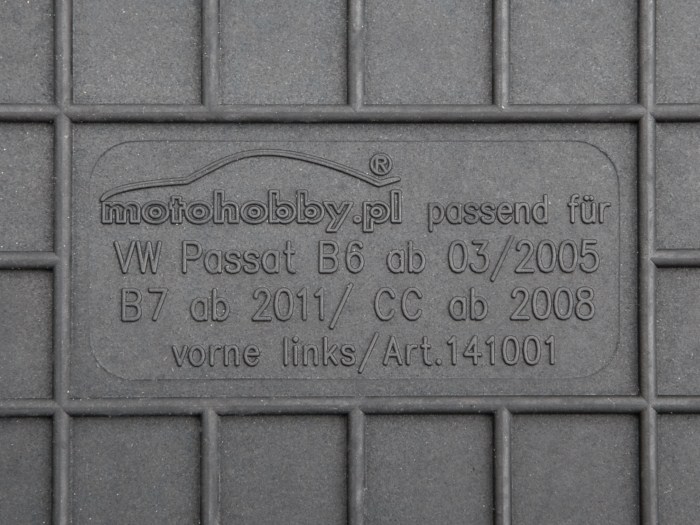 motohobby.pl® passend für
VW Passat B6 ab 03/2005
B7 ab 2011/ CC ab 2008
vorne links/Art.141001